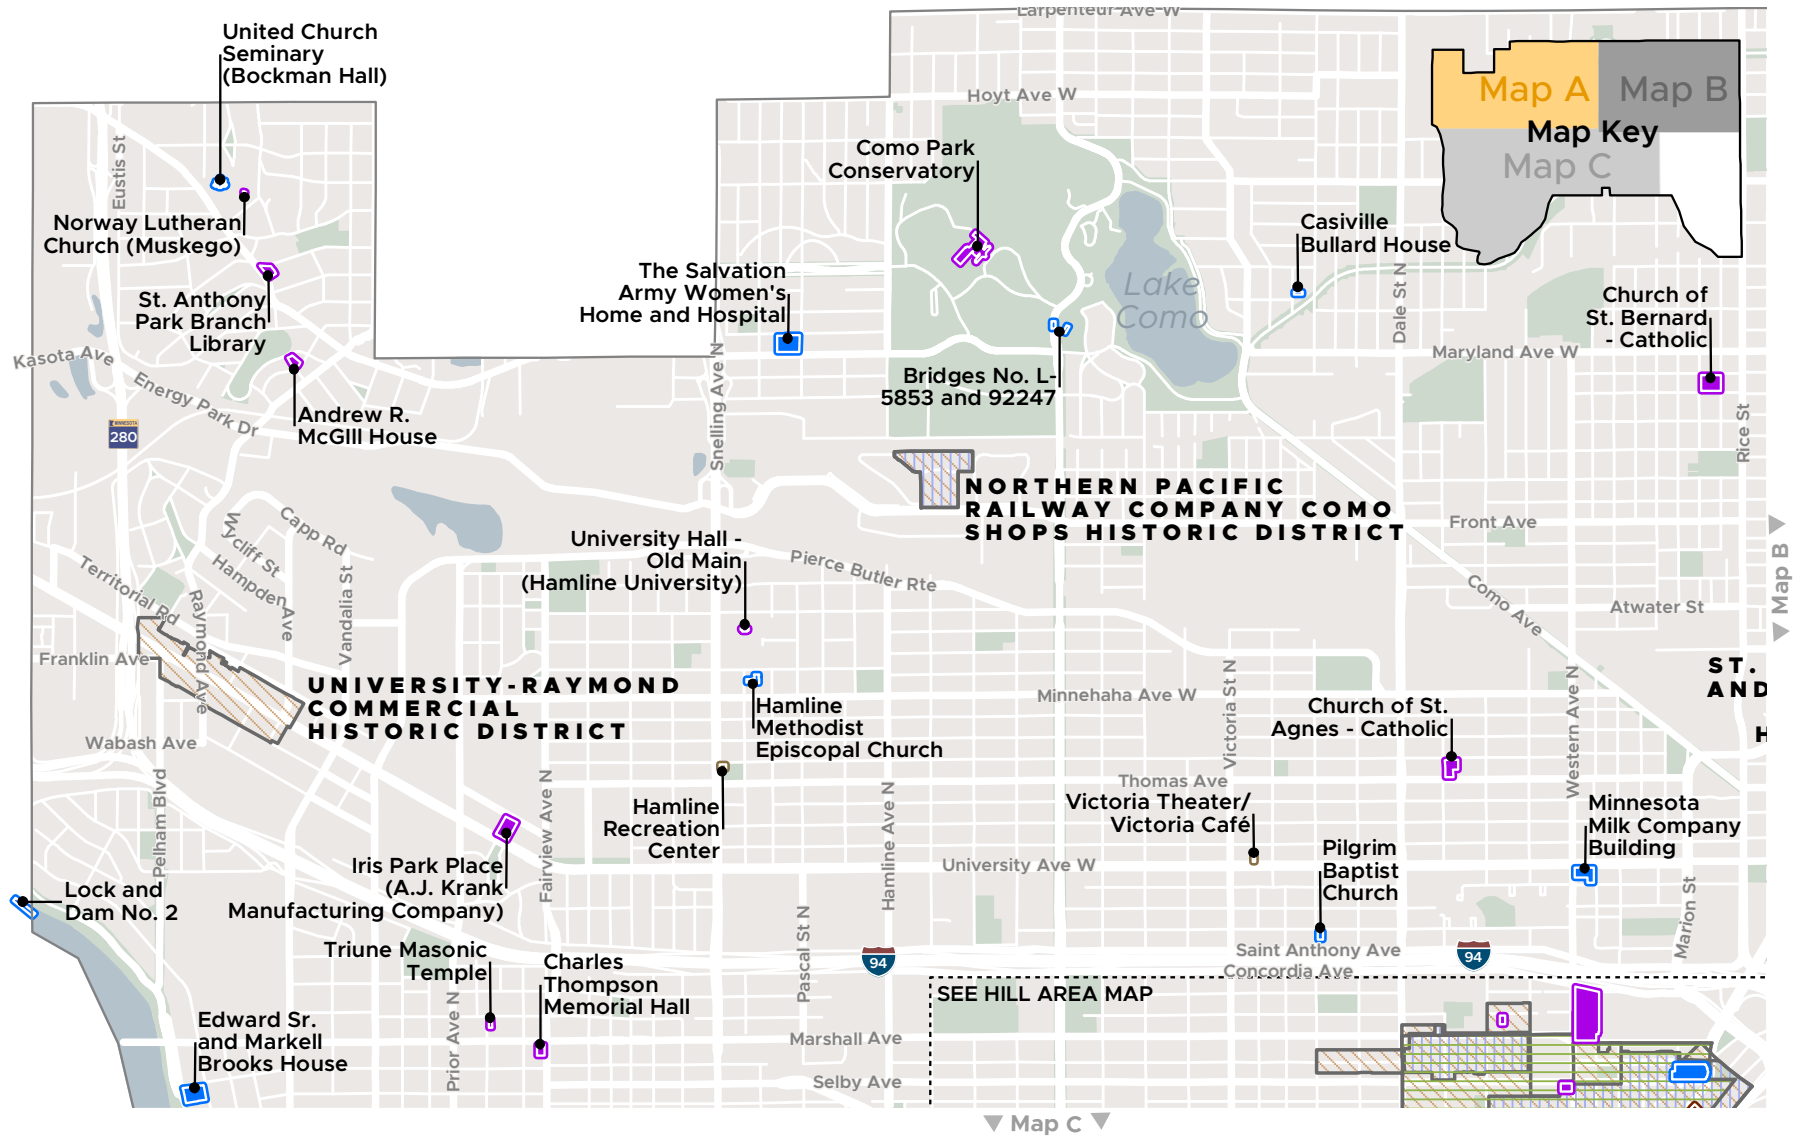 Larpenteur Ave W
United Church
Seminary
(Bockman Hall)
Map A
Map B
Map Key
Map C
Hoyt Ave W
Eustis St
Como Park
Conservatory
Norway Lutheran
Church (Muskego)
Casiville
Bullard House
The Salvation
Army Women's
Home and Hospital
Lake
Como
Dale St N
St. Anthony
Park Branch
Library
Church of
St. Bernard
- Catholic
Kasota Ave
Maryland Ave W
Energy Park Dr
Bridges No. L-
5853 and 92247
Andrew R.
McGIll House
MINNESOTA
280
Snelling Ave N
Rice St
NORTHERN PACIFIC
RAILWAY COMPANY COMO
SHOPS HISTORIC DISTRICT
Front Ave
Wycliff St
Capp Rd
University Hall -
Old Main
(Hamline University)
Pierce Butler Rte
Hampden Ave
Territorial Rd
Vandalia St
Raymond Ave
Como Ave
Atwater St
Map B
Franklin Ave
UNIVERSITY-RAYMOND
COMMERCIAL
HISTORIC DISTRICT
Minnehaha Ave W
Victoria St N
Western Ave N
ST.
AND
H
Hamline
Methodist
Episcopal Church
Church of St.
Agnes - Catholic
Wabash Ave
Pelham Blvd
Fairview Ave N
Hamline Ave N
Thomas Ave
Hamline
Recreation
Center
Victoria Theater/
Victoria Café
Minnesota
Milk Company
Building
Iris Park Place
(A.J. Krank
Manufacturing Company)
University Ave W
Pilgrim
Baptist
Church
Lock and
Dam No. 2
Pascal St N
Marion St
Triune Masonic
Temple
Charles
Thompson
Memorial Hall
94
Saint Anthony Ave
94
Concordia Ave
SEE HILL AREA MAP
Edward Sr.
and Markell
Brooks House
Prior Ave N
Marshall Ave
Selby Ave
Map C